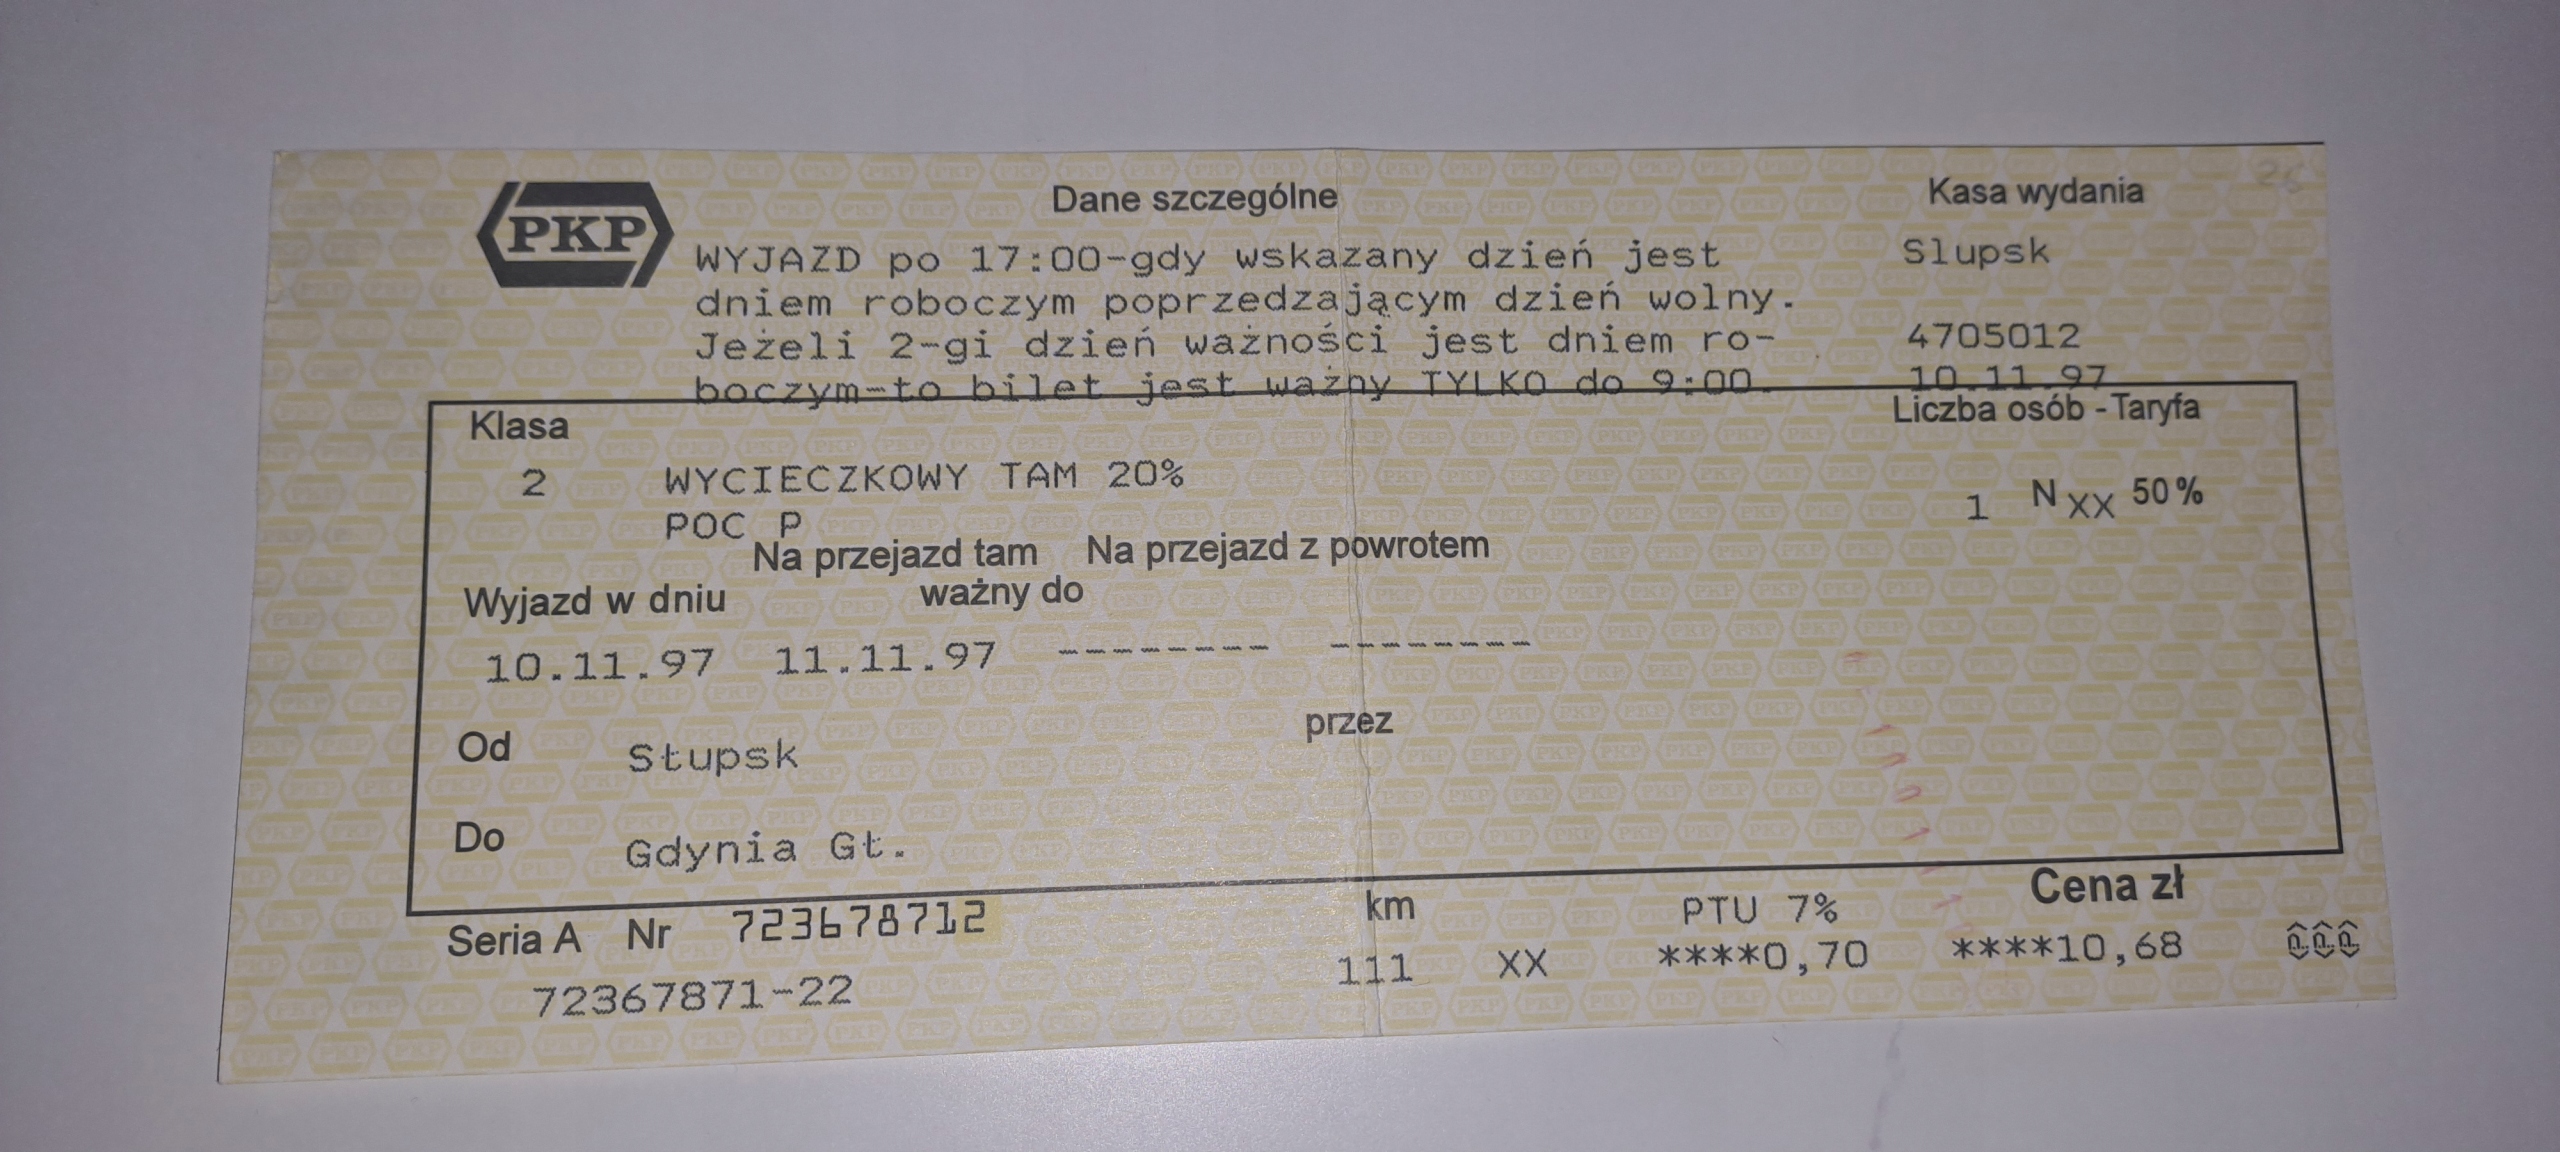 PKP
Dane szczególne
Kasa wydania
WYJAZD po 17:00-gdy wskazany dzień jest
Slupsk
dniem roboczym poprzedzającym dzień wolny.
Jeżeli 2-gi dzień ważności jest dniem ro-
4705012
boczym-to bilet jest ważny TYLKO do 9:00.
10.11.97
Klasa
Liczba osób - Taryfa
2 WYCIECZKOWY TAM 20%
1 N XX 50%
POC P
Na przejazd tam Na przejazd z powrotem
Wyjazd w dniu ważny do
10.11.97 11.11.97 -------- --------
Od Słupsk
przez
Do Gdynia Gł.
Seria A Nr 723678712
km PTU 7% Cena zł
72367871-22
111 XX ****0,70 ****10,68